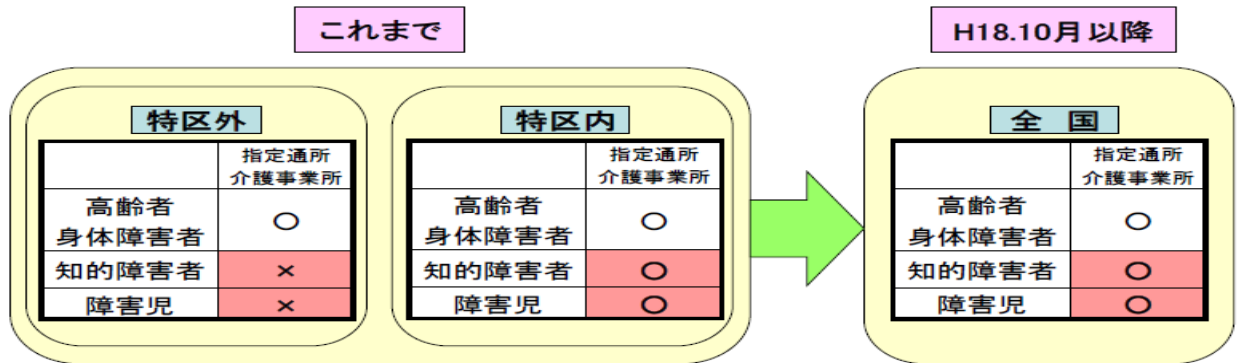 これまで
H18.10月以降
特区外
指定通所
介護事業所
高齢者
身体障害者
○
知的障害者
×
障害児
×
特区内
指定通所
介護事業所
高齢者
身体障害者
○
知的障害者
○
障害児
○
全 国
指定通所
介護事業所
高齢者
身体障害者
○
知的障害者
○
障害児
○